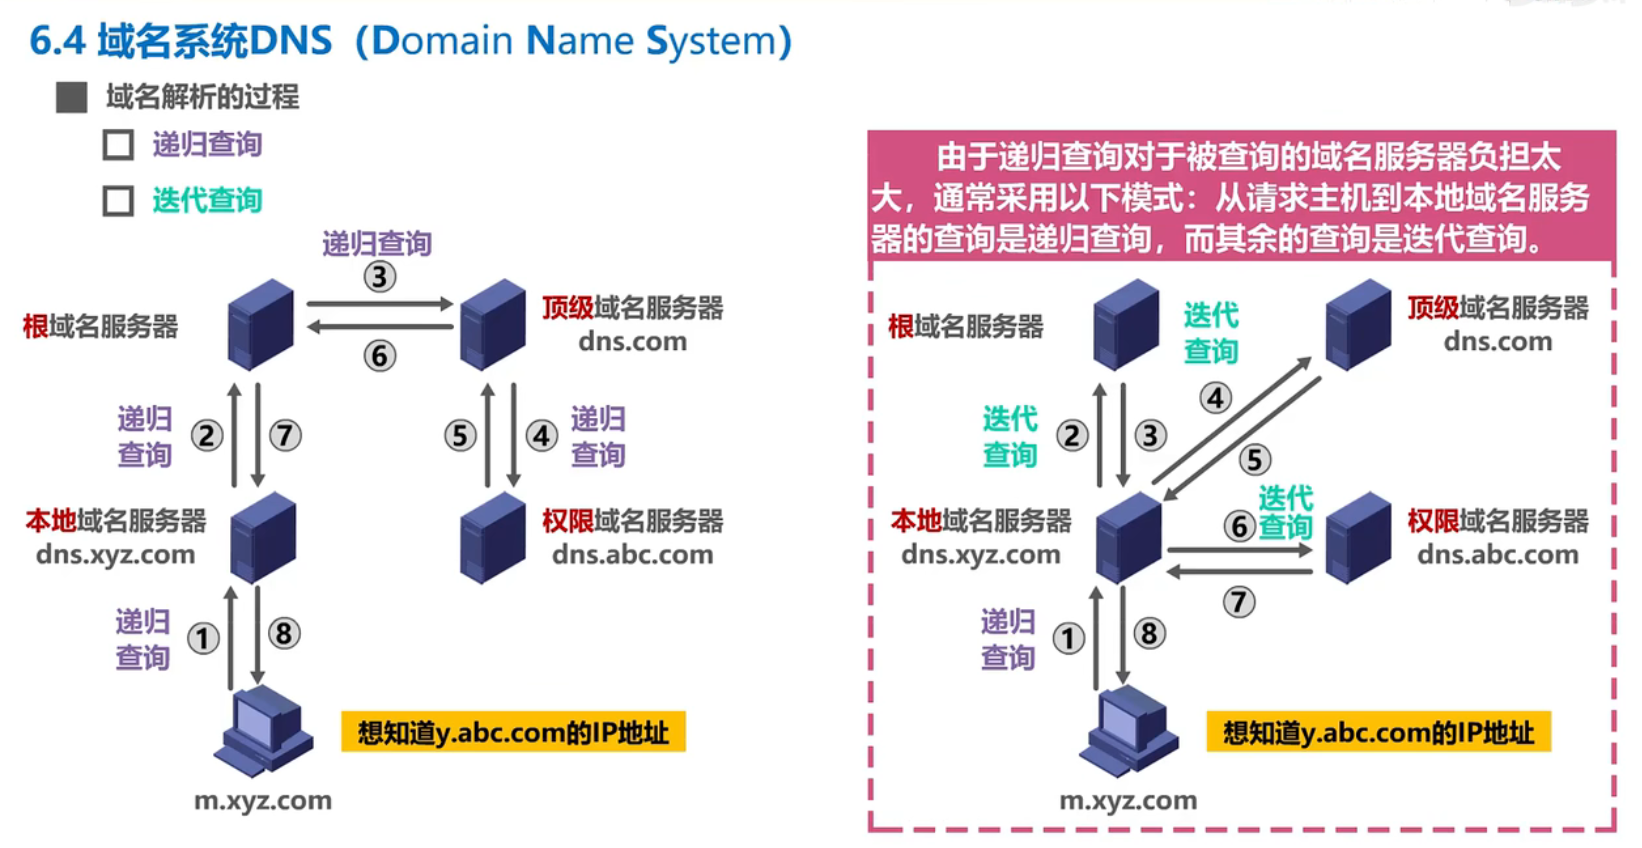 6.4 域名系统DNS（Domain Name System）
域名解析的过程
递归查询
迭代查询
由于递归查询对于被查询的域名服务器负担太
大，通常采用以下模式：从请求主机到本地域名服务
器的查询是递归查询，而其余的查询是迭代查询。
递归查询
③
根域名服务器
顶级域名服务器
dns.com
⑥
递归
查询
②
⑦
⑤
④
递归
查询
本地域名服务器
dns.xyz.com
权限域名服务器
dns.abc.com
递归
查询
①
⑧
想知道y.abc.com的IP地址
m.xyz.com
根域名服务器
迭代
查询
顶级域名服务器
dns.com
④
迭代
查询
②
③
⑤
本地域名服务器
dns.xyz.com
迭代
查询
⑥
权限域名服务器
dns.abc.com
⑦
递归
查询
①
⑧
想知道y.abc.com的IP地址
m.xyz.com